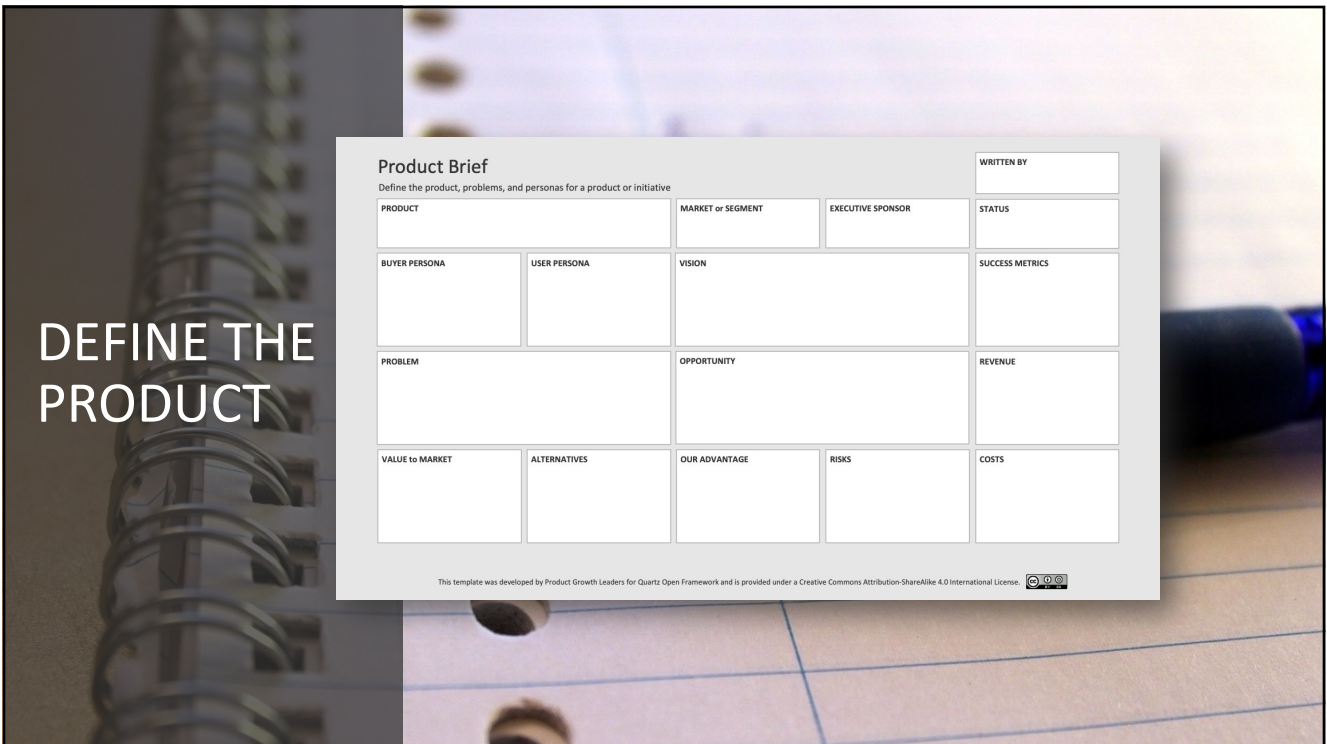 DEFINE THE
PRODUCT
Product Brief
Define the product, problems, and personas for a product or initiative
WRITTEN BY
PRODUCT
MARKET or SEGMENT
EXECUTIVE SPONSOR
STATUS
BUYER PERSONA
USER PERSONA
VISION
SUCCESS METRICS
PROBLEM
OPPORTUNITY
REVENUE
VALUE to MARKET
ALTERNATIVES
OUR ADVANTAGE
RISKS
COSTS
This template was developed by Product Growth Leaders for Quartz Open Framework and is provided under a Creative Commons Attribution-ShareAlike 4.0 International License.